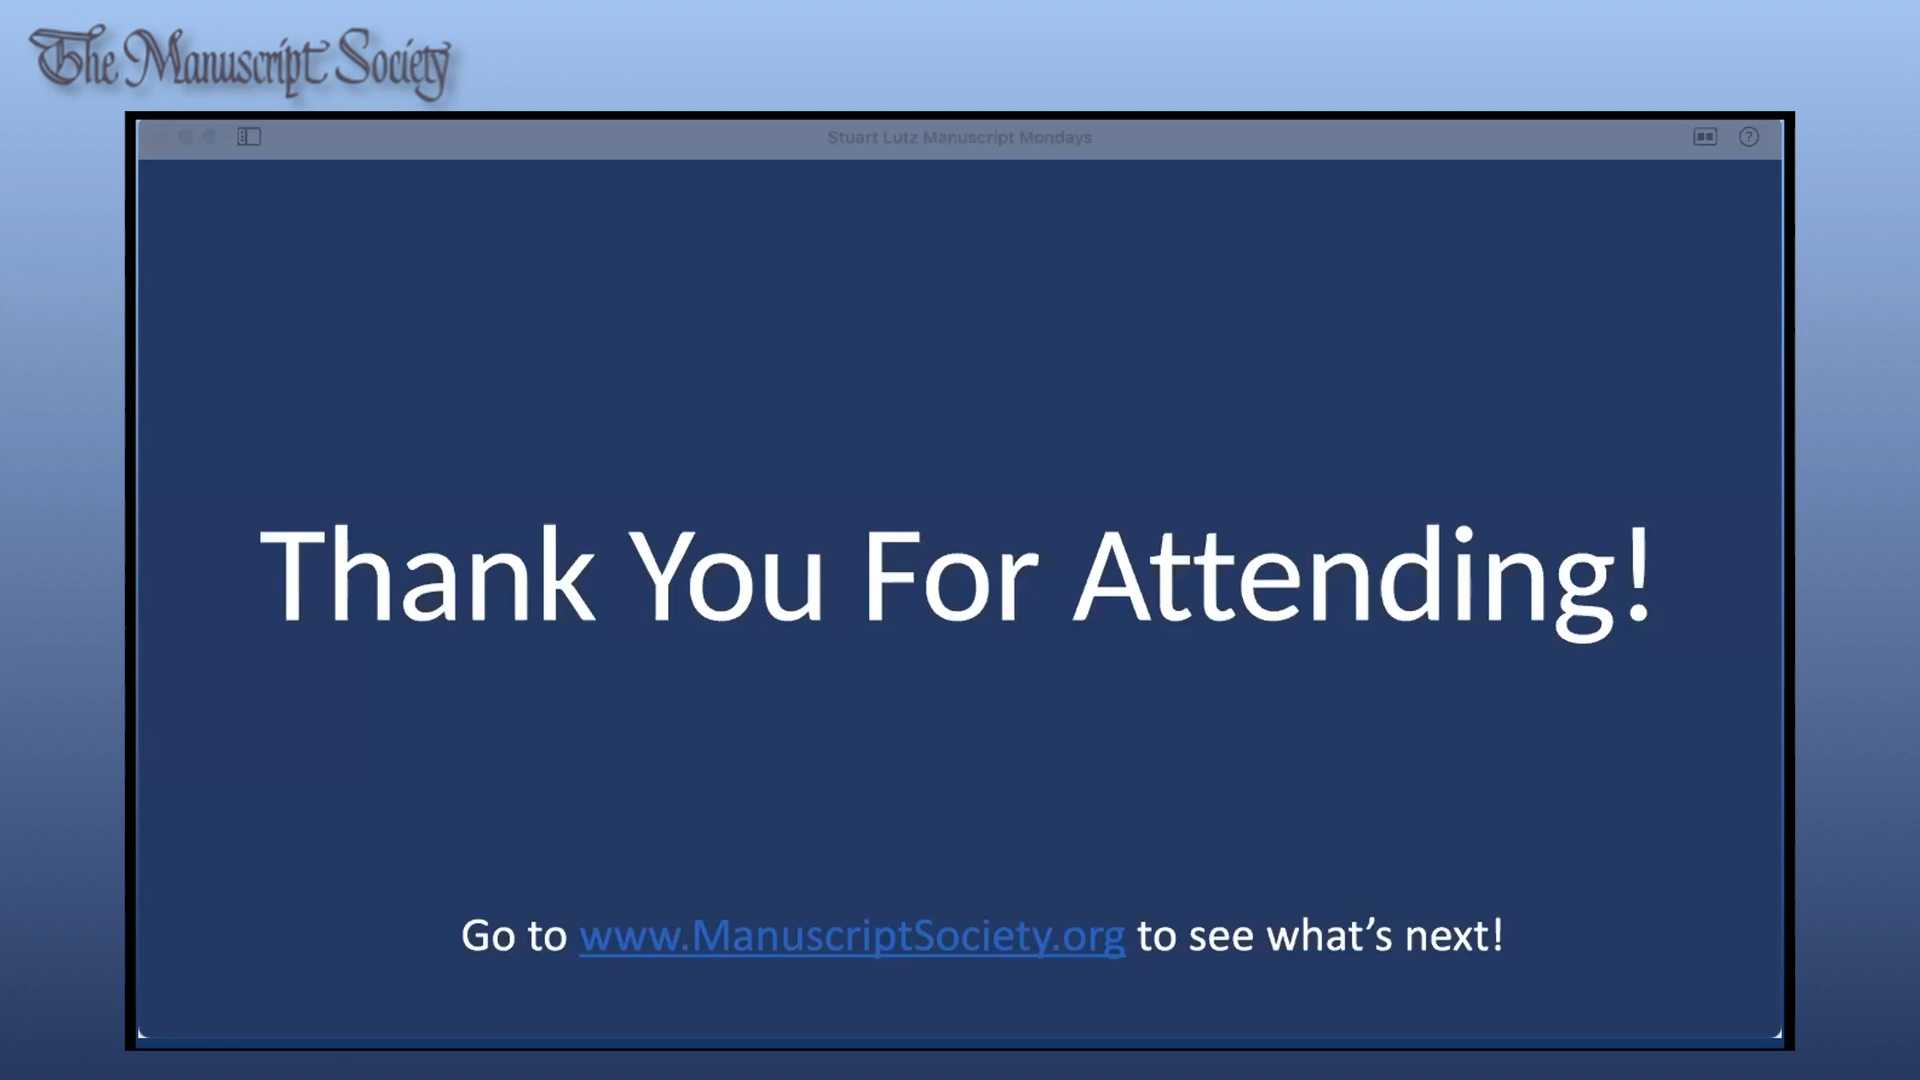 The Manuscript Society
Stuart Lutz Manuscript Mondays
Thank You For Attending!
Go to www.ManuscriptSociety.org to see what’s next!